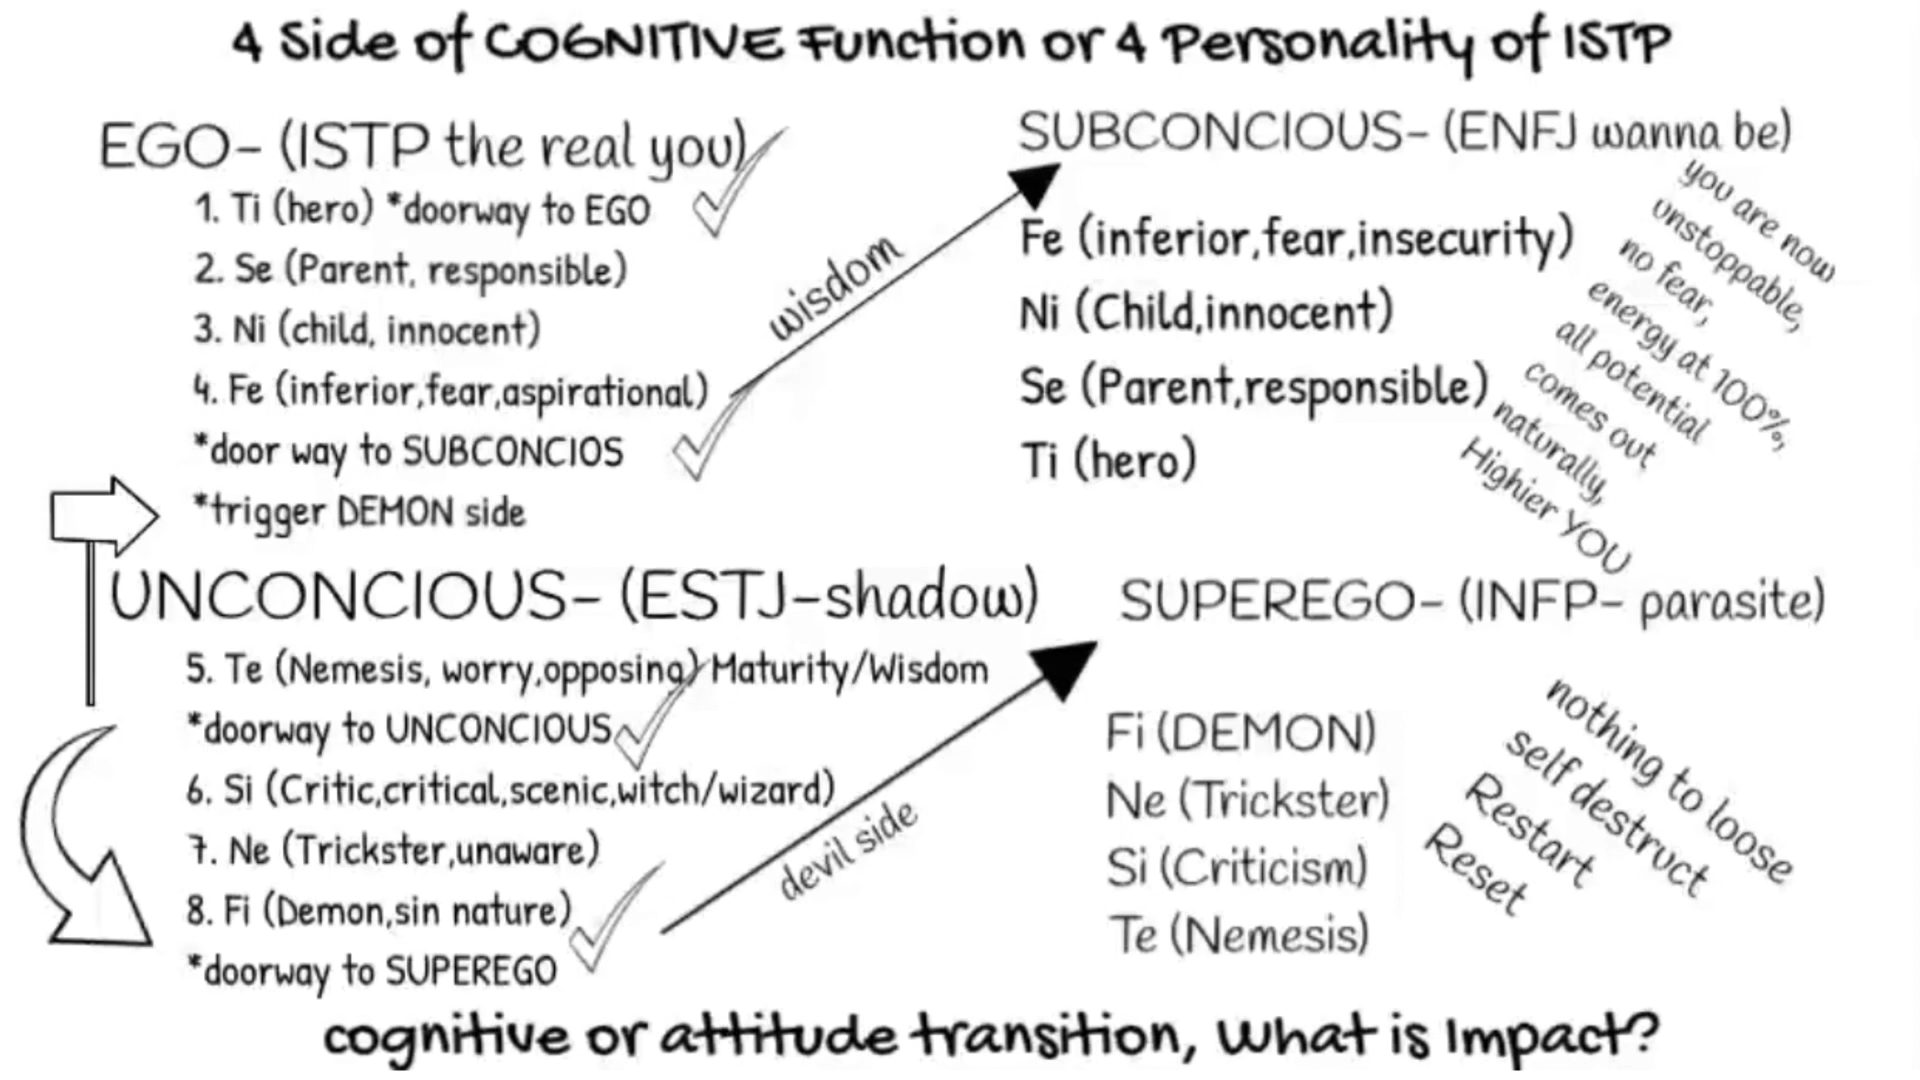 4 Side of COGNITIVE Function or 4 Personality of ISTP
EGO- (ISTP the real you)
1. Ti (hero) *doorway to EGO
2. Se (Parent, responsible)
3. Ni (child, innocent)
4. Fe (inferior,fear,aspirational)
*door way to SUBCONCIOS
*trigger DEMON side
wisdom
SUBCONCIOUS- (ENFJ wanna be)
Fe (inferior,fear,insecurity)
Ni (Child,innocent)
Se (Parent,responsible)
Ti (hero)
you are now
unstoppable,
no fear,
energy at 100%,
all potential
comes out
naturally,
Highier YOU
UNCONCIOUS- (ESTJ-shadow)
5. Te (Nemesis, worry,opposing) Maturity/Wisdom
*doorway to UNCONCIOUS
6. Si (Critic,critical,scenic,witch/wizard)
7. Ne (Trickster,unaware)
8. Fi (Demon,sin nature)
*doorway to SUPEREGO
devil side
SUPEREGO- (INFP- parasite)
Fi (DEMON)
Ne (Trickster)
Si (Criticism)
Te (Nemesis)
nothing to loose
self destruct
Restart
Reset
cognitive or attitude transition, What is Impact?